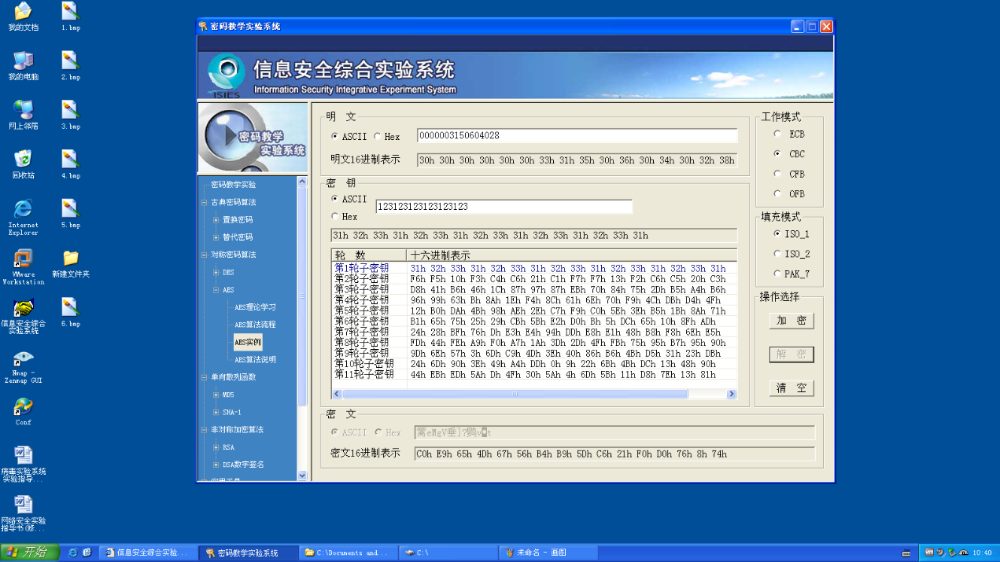 我的文档
1.bmp
我的电脑
2.bmp
网上邻居
3.bmp
回收站
4.bmp
Internet Explorer
5.bmp
VMware Workstation
新建文件夹
信息安全综合实验系统
6.bmp
Nmap - Zenmap GUI
Conf
病毒实验系统实验指导...
网络安全实验指导书(修...
密码教学实验系统
ISIES
信息安全综合实验系统
Information Security Integrative Experiment System
密码教学
实验系统
密码教学实验
古典密码算法
置换密码
替代密码
对称密码算法
DES
AES
AES理论学习
AES算法流程
AES实例
AES算法说明
单向散列函数
MD5
SHA-1
非对称加密算法
RSA
DSA数字签名
明 文
ASCII Hex 0000003150604028
明文16进制表示 30h 30h 30h 30h 30h 30h 33h 31h 35h 30h 36h 30h 34h 30h 32h 38h
密 钥
ASCII
123123123123123123
Hex
31h 32h 33h 31h 32h 33h 31h 32h 33h 31h 32h 33h 31h 32h 33h 31h
轮 数 十六进制表示
第1轮子密钥 31h 32h 33h 31h 32h 33h 31h 32h 33h 31h 32h 33h 31h 32h 33h 31h
第2轮子密钥 F6h F5h 10h F3h C4h C6h 21h C1h F7h F7h 13h F2h C6h C5h 20h C3h
第3轮子密钥 D8h 41h B6h 46h 1Ch 87h 97h 87h EBh 70h 84h 75h 2Dh B5h A4h B6h
第4轮子密钥 96h 99h 63h Bh 8Ah 1Eh F4h 8Ch 61h 6Eh 70h F9h 4Ch DBh D4h 4Fh
第5轮子密钥 12h B0h DAh 4Bh 98h AEh 2Eh C7h F9h C0h 5Eh 3Eh B5h 1Bh 8Ah 71h
第6轮子密钥 B1h 65h 75h 25h 29h CBh 5Bh E2h D0h Bh 5h DCh 65h 10h 8Fh ADh
第7轮子密钥 24h 28h BFh 76h Dh E3h E4h 94h DDh E8h E1h 48h B8h F8h 6Eh E5h
第8轮子密钥 FDh 44h FEh A9h F0h A7h 1Ah 3Dh 2Dh 4Fh FBh 75h 95h B7h 95h 90h
第9轮子密钥 9Dh 6Eh 57h 3h 6Dh C9h 4Dh 3Eh 40h 86h B6h 4Bh D5h 31h 23h DBh
第10轮子密钥 24h 6Dh 90h 3Eh 49h A4h DDh 0h 9h 22h 6Bh 4Bh DCh 13h 48h 90h
第11轮子密钥 44h EBh EDh 5Ah Dh 4Fh 30h 5Ah 4h 6Dh 5Bh 11h D8h 7Eh 13h 81h
密 文
ASCII Hex
密文16进制表示 C0h E9h 65h 4Dh 67h 56h B4h B9h 5Dh C6h 21h F0h D0h 76h 8h 74h
工作模式
ECB
CBC
CFB
OFB
填充模式
ISO_1
ISO_2
PAK_7
操作选择
加 密
解 密
清 空
开始
信息安全综合实验...
密码教学实验系统
C:\Documents and...
C:\
未命名 - 画图
10:40